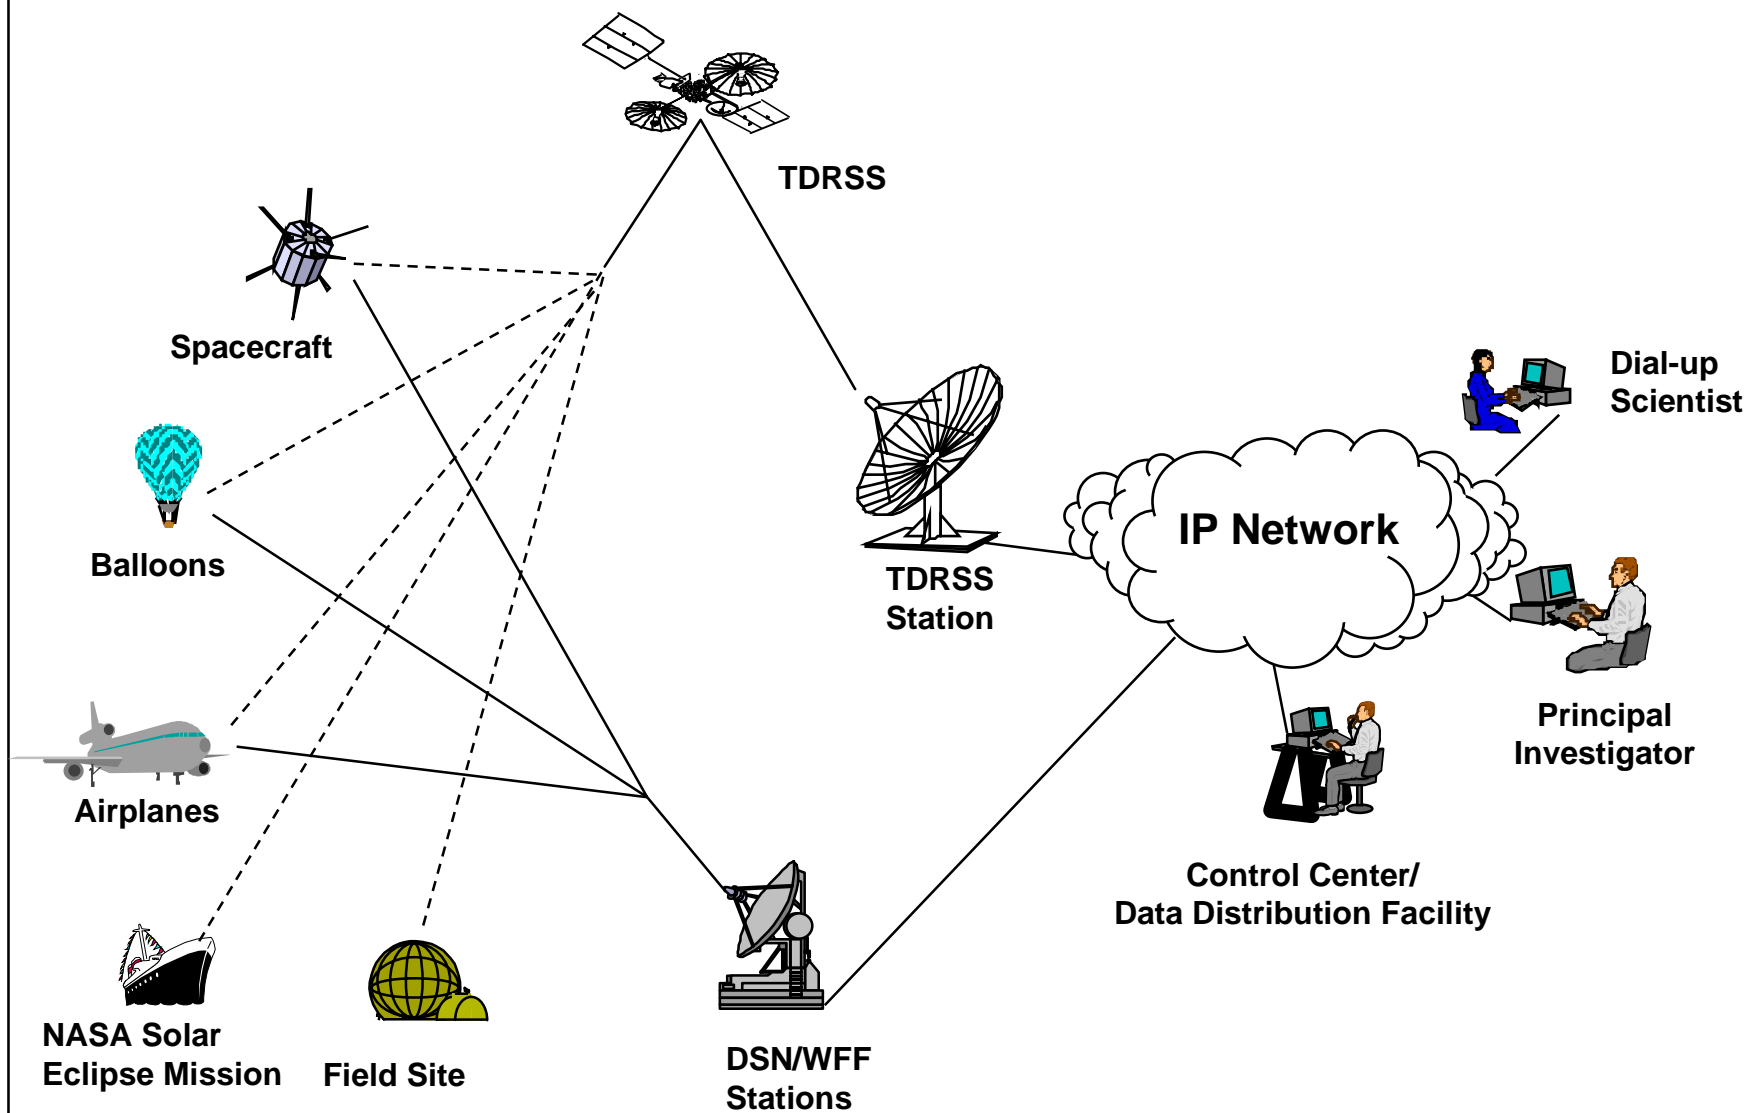 TDRSS
Spacecraft
Dial-up
Scientist
IP Network
Balloons
TDRSS
Station
Principal
Investigator
Airplanes
Control Center/
Data Distribution Facility
NASA Solar
Eclipse Mission
Field Site
DSN/WFF
Stations